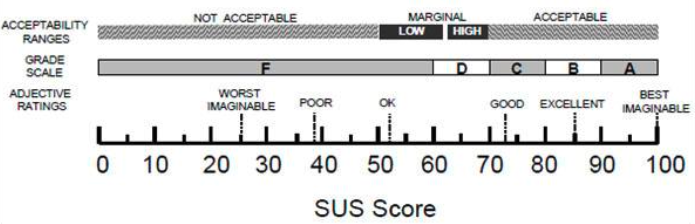 ACCEPTABILITY RANGES
NOT ACCEPTABLE
MARGINAL
ACCEPTABLE
LOW
HIGH
GRADE SCALE
F
D
C
B
A
ADJECTIVE RATINGS
WORST IMAGINABLE
POOR
OK
GOOD
EXCELLENT
BEST IMAGINABLE
0 10 20 30 40 50 60 70 80 90 100
SUS Score